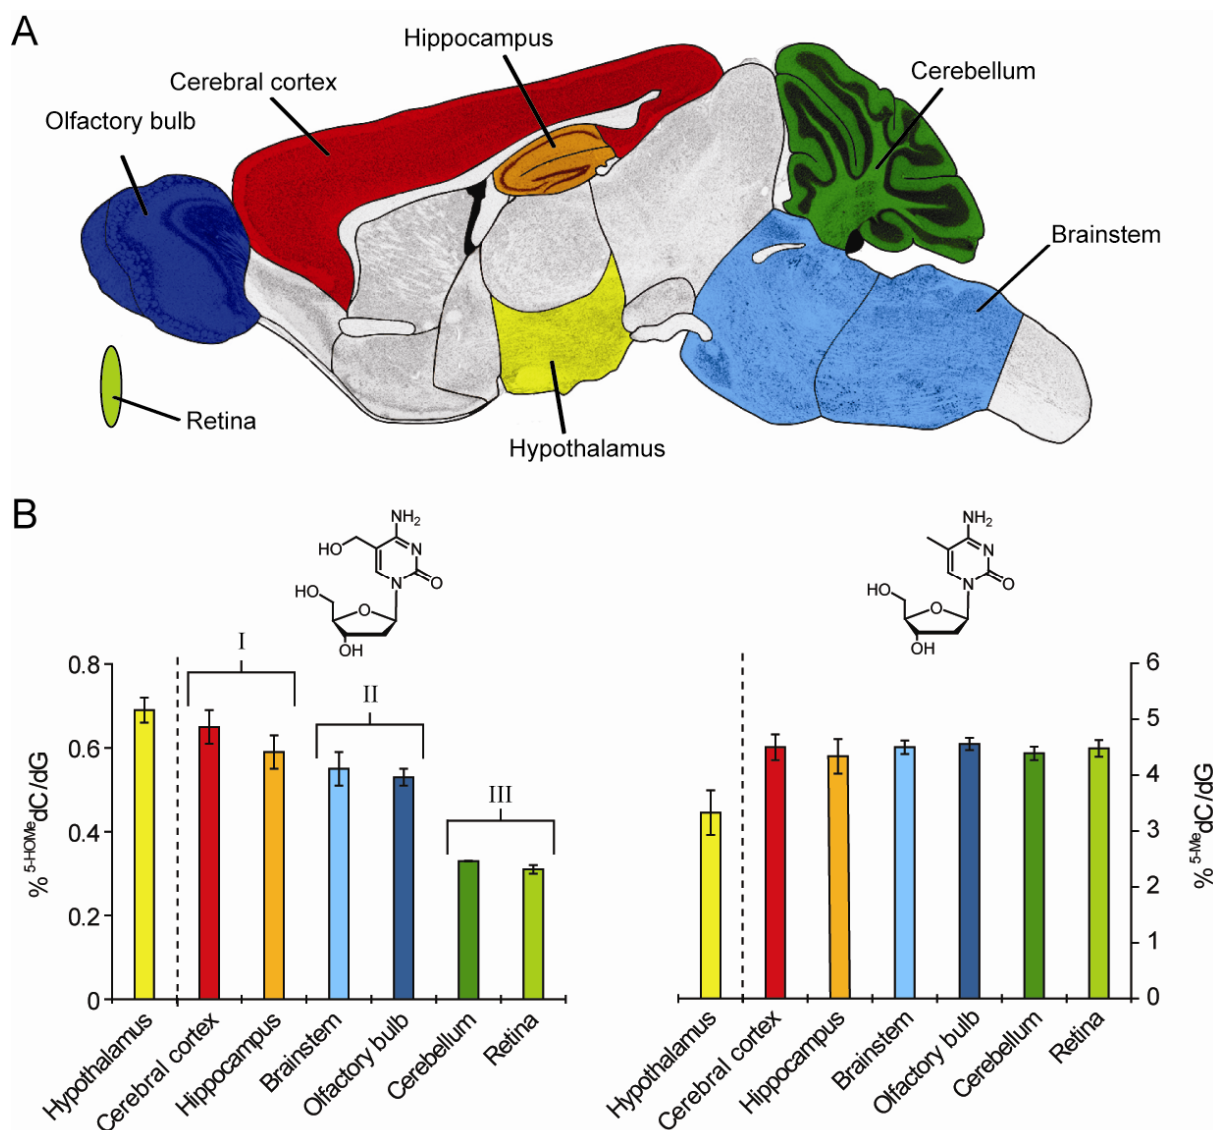 A
Hippocampus
Cerebral cortex
Cerebellum
Olfactory bulb
Brainstem
Retina
Hypothalamus
B
NH2
HO
N
N
O
HO
O
OH
NH2
N
N
O
HO
O
OH
I
II
III
% 5-HOMedC/dG
0.8
0.6
0.4
0.2
0
Hypothalamus
Cerebral cortex
Hippocampus
Brainstem
Olfactory bulb
Cerebellum
Retina
% 5-MedC/dG
6
5
4
3
2
1
0
Hypothalamus
Cerebral cortex
Hippocampus
Brainstem
Olfactory bulb
Cerebellum
Retina